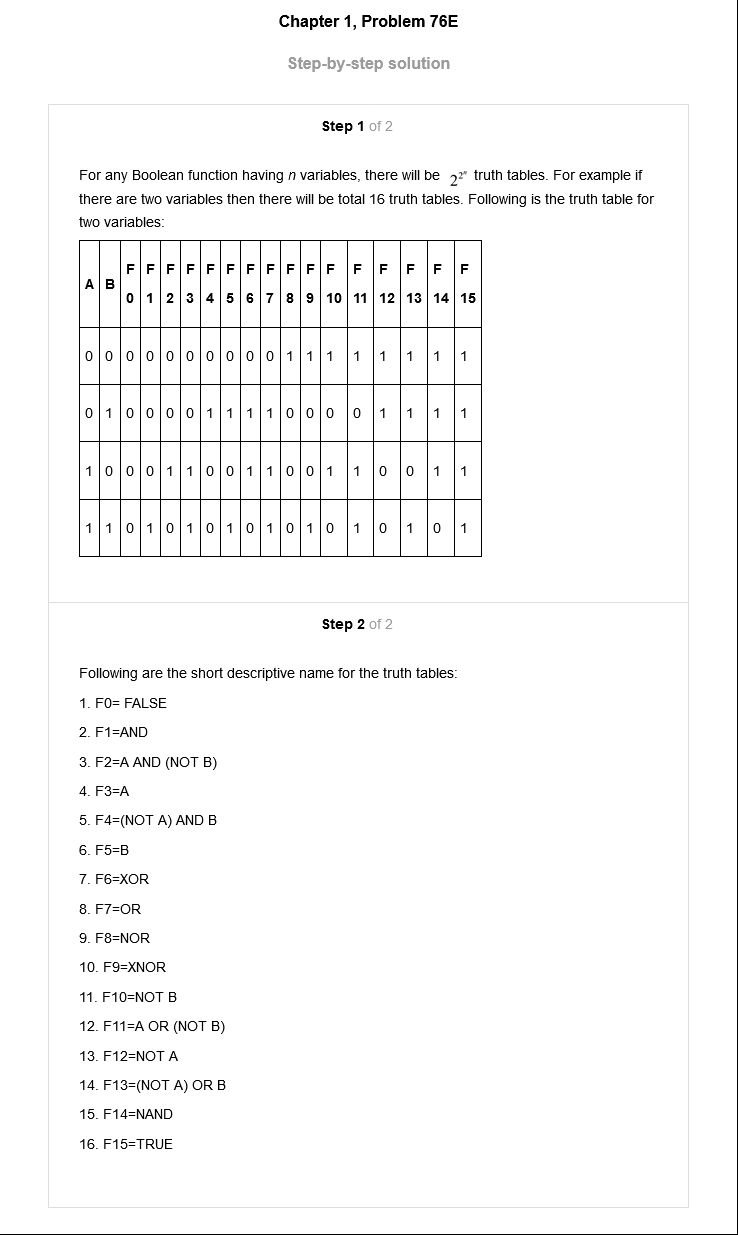 Chapter 1, Problem 76E
Step-by-step solution
Step 1 of 2
For any Boolean function having n variables, there will be 2^2^n truth tables. For example if
there are two variables then there will be total 16 truth tables. Following is the truth table for
two variables:
A B F 0 F 1 F 2 F 3 F 4 F 5 F 6 F 7 F 8 F 9 F 10 F 11 F 12 F 13 F 14 F 15
0 0 0 0 0 0 0 0 0 0 1 1 1 1 1 1 1 1
0 1 0 0 0 0 1 1 1 1 0 0 0 0 1 1 1 1
1 0 0 0 1 1 0 0 1 1 0 0 1 1 0 0 1 1
1 1 0 1 0 1 0 1 0 1 0 1 0 1 0 1 0 1
Step 2 of 2
Following are the short descriptive name for the truth tables:
1. F0= FALSE
2. F1=AND
3. F2=A AND (NOT B)
4. F3=A
5. F4=(NOT A) AND B
6. F5=B
7. F6=XOR
8. F7=OR
9. F8=NOR
10. F9=XNOR
11. F10=NOT B
12. F11=A OR (NOT B)
13. F12=NOT A
14. F13=(NOT A) OR B
15. F14=NAND
16. F15=TRUE